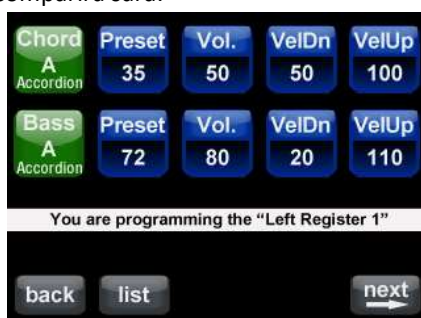 Chord Preset Vol. VelDn VelUp
A
Accordion 35 50 50 100
Bass Preset Vol. VelDn VelUp
A
Accordion 72 80 20 110
You are programming the “Left Register 1”
back list next